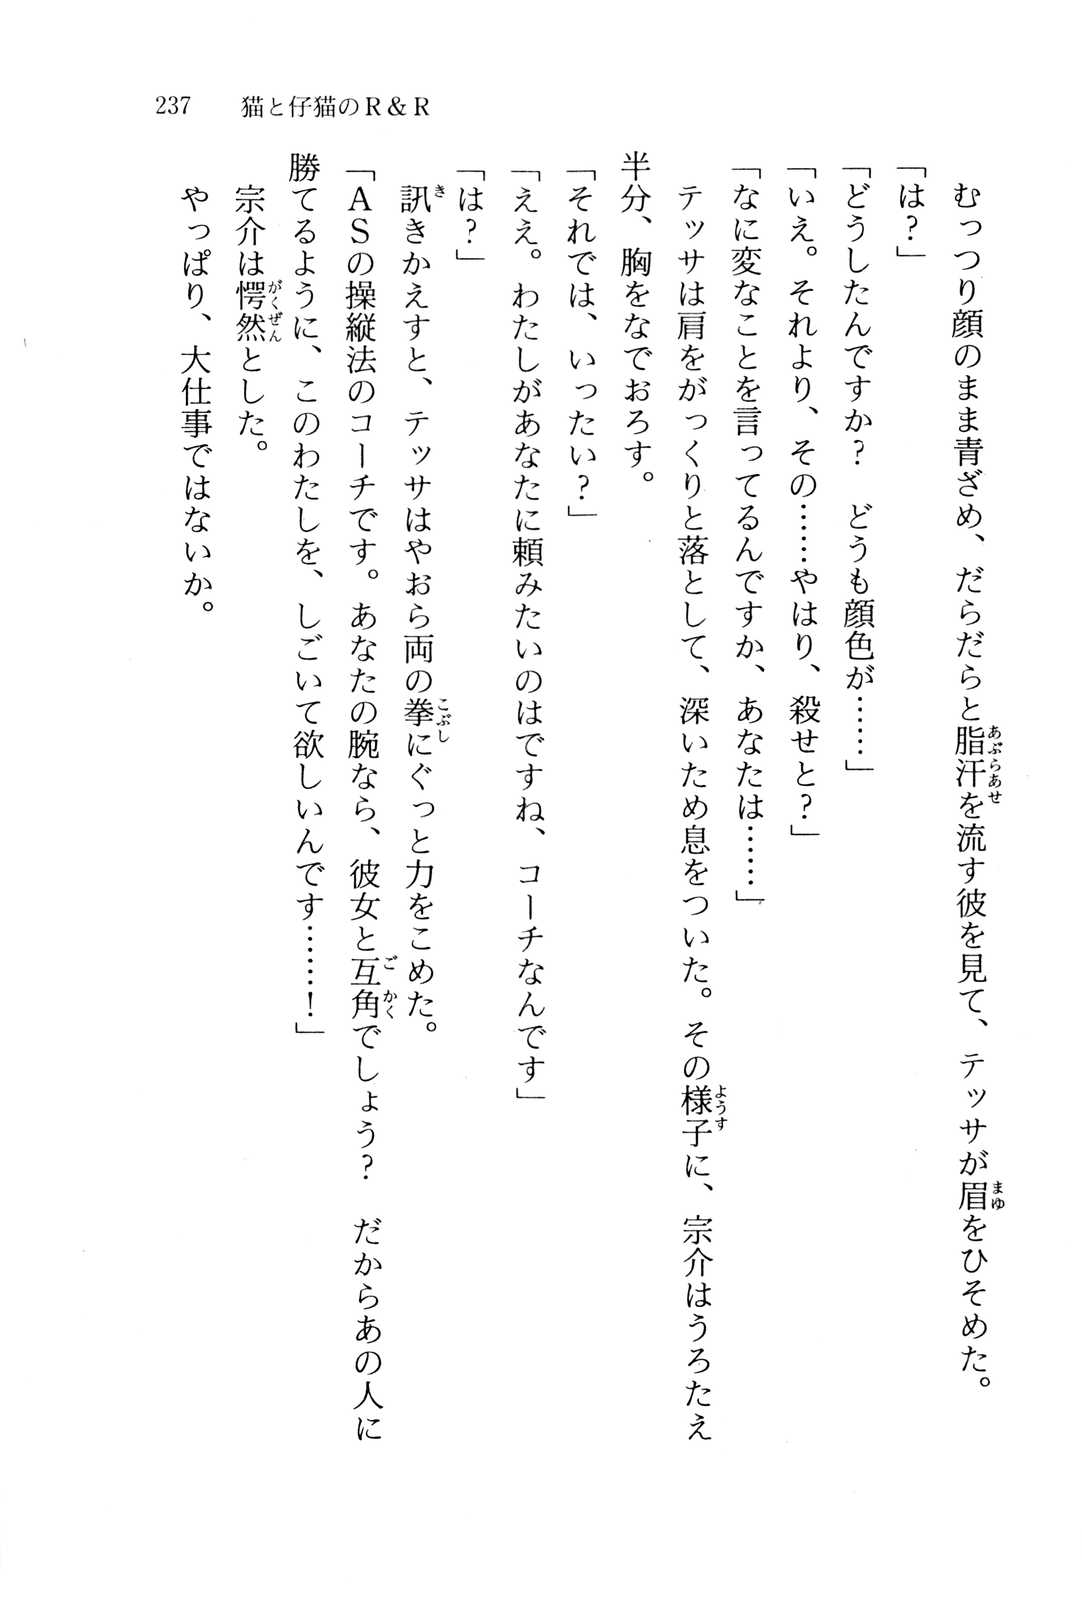 237　猫と仔猫のR＆R
むっつり顔のまま青ざめ、だらだらと脂汗を流す彼を見て、テッサが眉をひそめた。
「は？」
「どうしたんですか？　どうも顔色が……」
「いえ。それより、その……やはり、殺せと？」
「なに変なことを言ってるんですか、あなたは……」
テッサは肩をがっくりと落として、深いため息をついた。その様子に、宗介はうろたえ
半分、胸をなでおろす。
「それでは、いったい？」
「ええ。わたしがあなたに頼みたいのはですね、コーチなんです」
「は？」
訊きかえすと、テッサはやおら両の拳にぐっと力をこめた。
「ASの操縦法のコーチです。あなたの腕なら、彼女と互角でしょう？　だからあの人に
勝てるように、このわたしを、しごいて欲しいんです……！」
宗介は愕然とした。
やっぱり、大仕事ではないか。